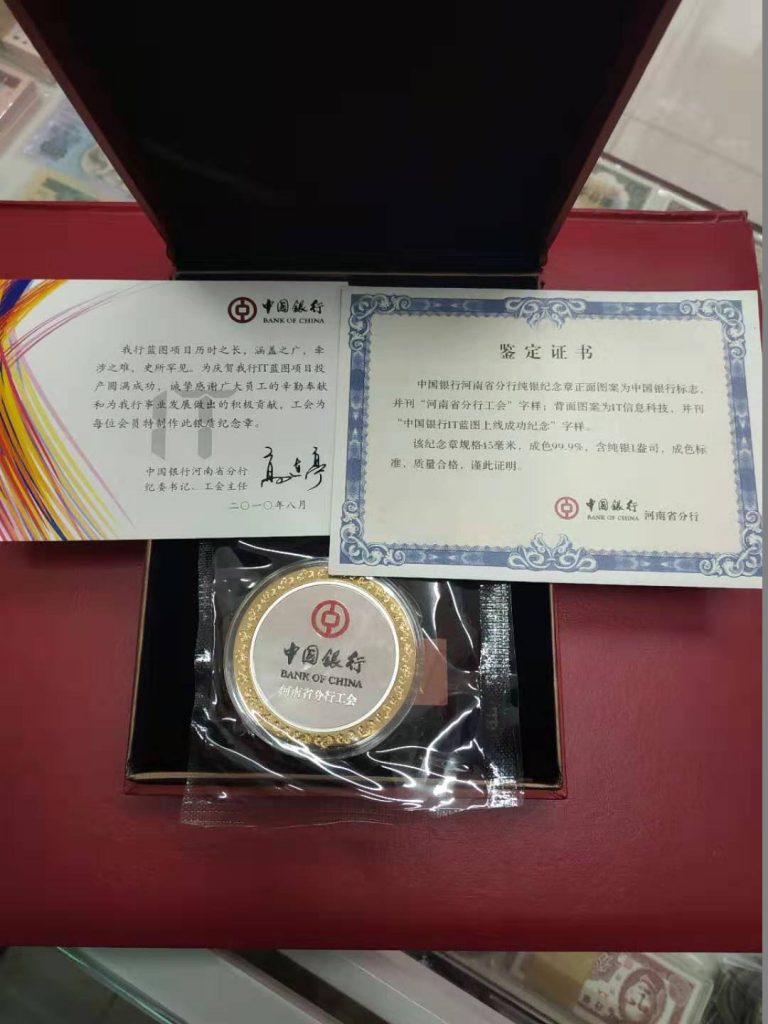 中国银行
BANK OF CHINA
我行蓝图项目历时之长，涵盖之广，牵
涉之难，史所罕见。为庆贺我行IT蓝图项目投
产圆满成功，诚挚感谢广大员工的辛勤奉献
和为我行事业发展做出的积极贡献，工会为
每位会员特制作此银质纪念章。
IT
中国银行河南省分行
纪委书记、工会主任
二〇一〇年八月
鉴定证书
中国银行河南省分行纯银纪念章正面图案为中国银行标志，
并刊“河南省分行工会”字样；背面图案为IT信息科技，并刊
“中国银行IT蓝图上线成功纪念”字样。
该纪念章规格45毫米，成色99.9%，含纯银1盎司，成色标
准，质量合格，谨此证明。
中国银行
BANK OF CHINA
河南省分行
中国银行
BANK OF CHINA
河南省分行工会